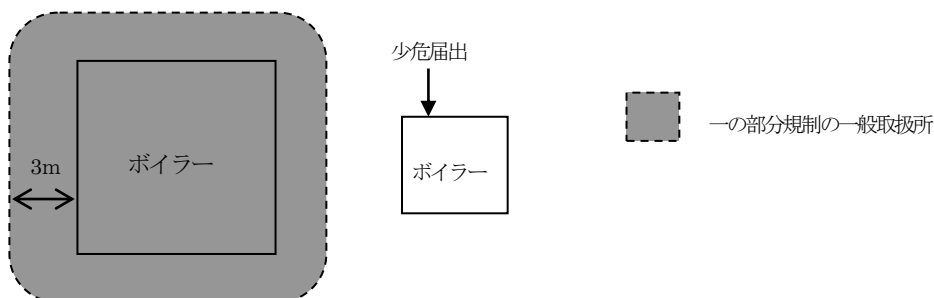 少危届出
一の部分規制の一般取扱所
3m
ボイラー
ボイラー